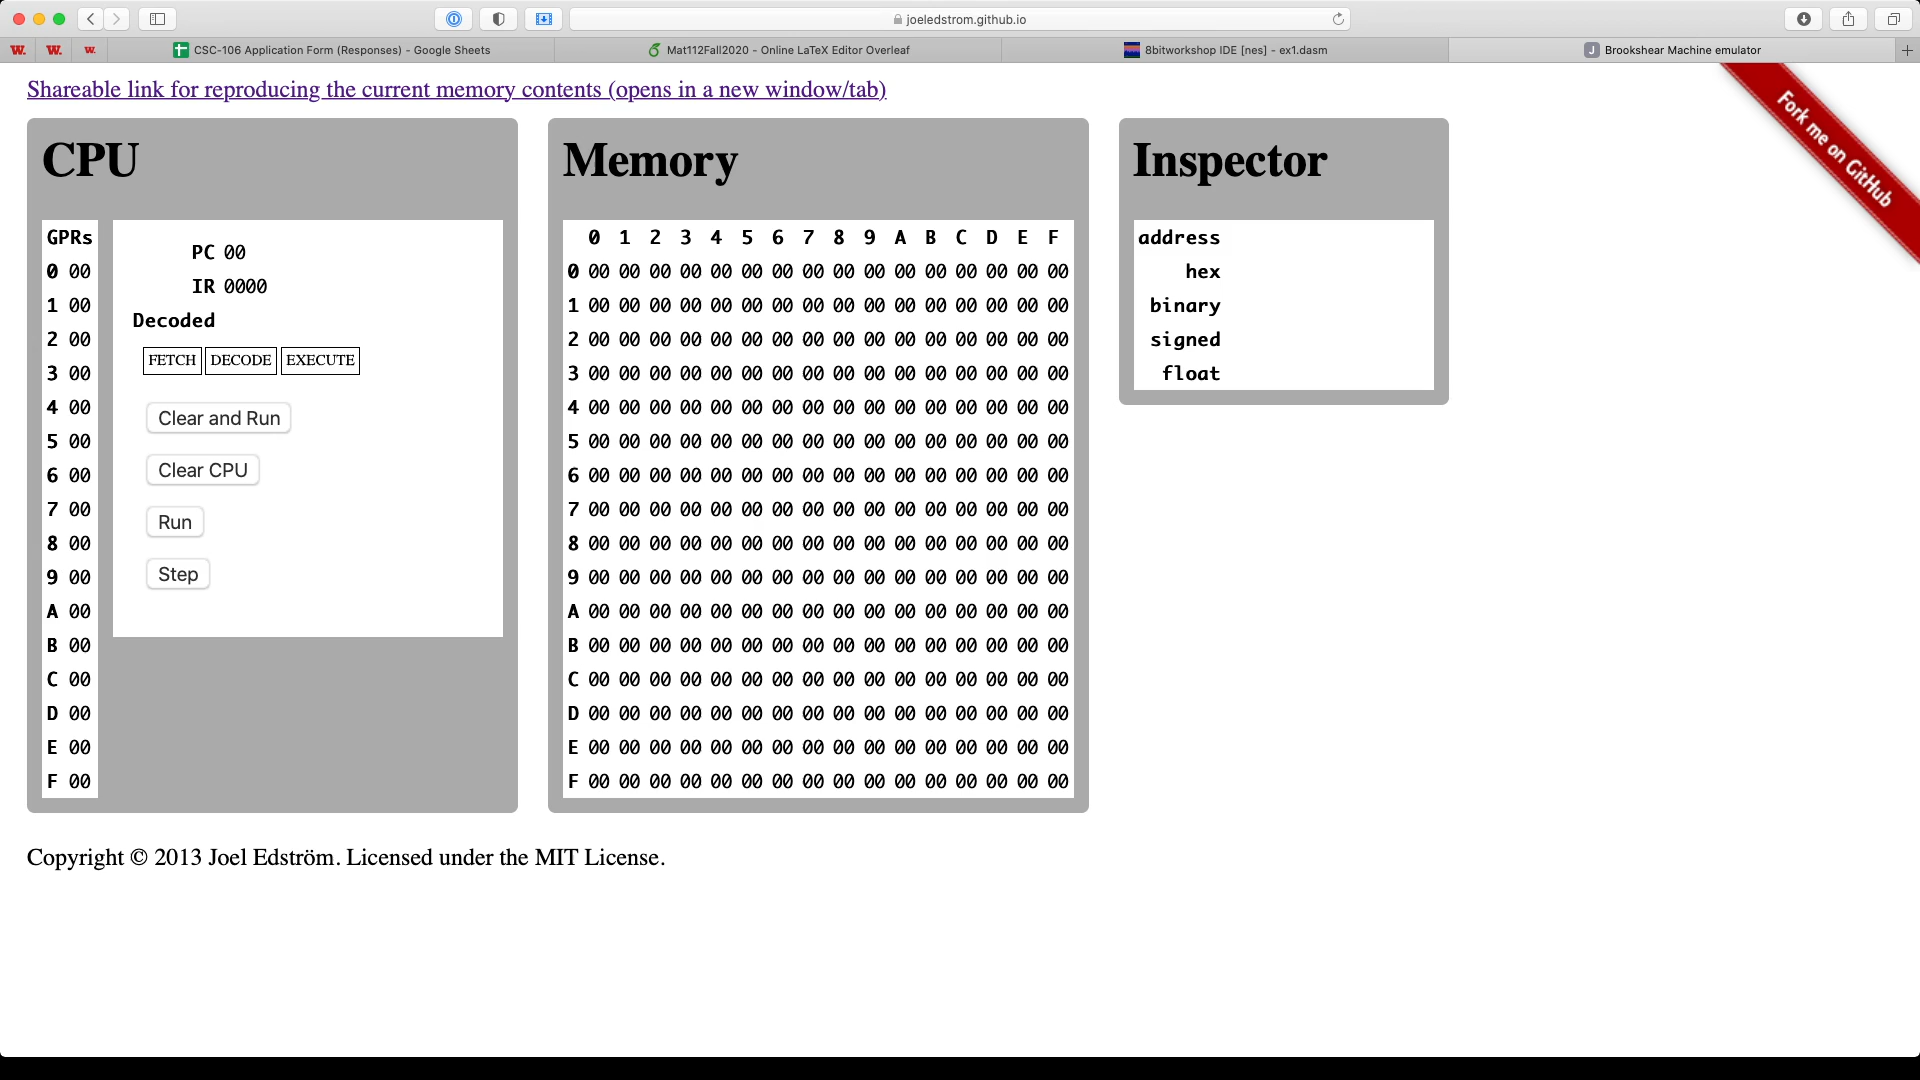 joeledstrom.github.io
W. W. W. CSC-106 Application Form (Responses) - Google Sheets Mat112Fall2020 - Online LaTeX Editor Overleaf 8bitworkshop IDE [nes] - ex1.dasm J Brookshear Machine emulator
Shareable link for reproducing the current memory contents (opens in a new window/tab)
Fork me on GitHub
CPU
GPRs
0 00
1 00
2 00
3 00
4 00
5 00
6 00
7 00
8 00
9 00
A 00
B 00
C 00
D 00
E 00
F 00
PC 00
IR 0000
Decoded
FETCH DECODE EXECUTE
Clear and Run
Clear CPU
Run
Step
Memory
0 1 2 3 4 5 6 7 8 9 A B C D E F
0 00 00 00 00 00 00 00 00 00 00 00 00 00 00 00 00
1 00 00 00 00 00 00 00 00 00 00 00 00 00 00 00 00
2 00 00 00 00 00 00 00 00 00 00 00 00 00 00 00 00
3 00 00 00 00 00 00 00 00 00 00 00 00 00 00 00 00
4 00 00 00 00 00 00 00 00 00 00 00 00 00 00 00 00
5 00 00 00 00 00 00 00 00 00 00 00 00 00 00 00 00
6 00 00 00 00 00 00 00 00 00 00 00 00 00 00 00 00
7 00 00 00 00 00 00 00 00 00 00 00 00 00 00 00 00
8 00 00 00 00 00 00 00 00 00 00 00 00 00 00 00 00
9 00 00 00 00 00 00 00 00 00 00 00 00 00 00 00 00
A 00 00 00 00 00 00 00 00 00 00 00 00 00 00 00 00
B 00 00 00 00 00 00 00 00 00 00 00 00 00 00 00 00
C 00 00 00 00 00 00 00 00 00 00 00 00 00 00 00 00
D 00 00 00 00 00 00 00 00 00 00 00 00 00 00 00 00
E 00 00 00 00 00 00 00 00 00 00 00 00 00 00 00 00
F 00 00 00 00 00 00 00 00 00 00 00 00 00 00 00 00
Inspector
address
hex
binary
signed
float
Copyright © 2013 Joel Edström. Licensed under the MIT License.